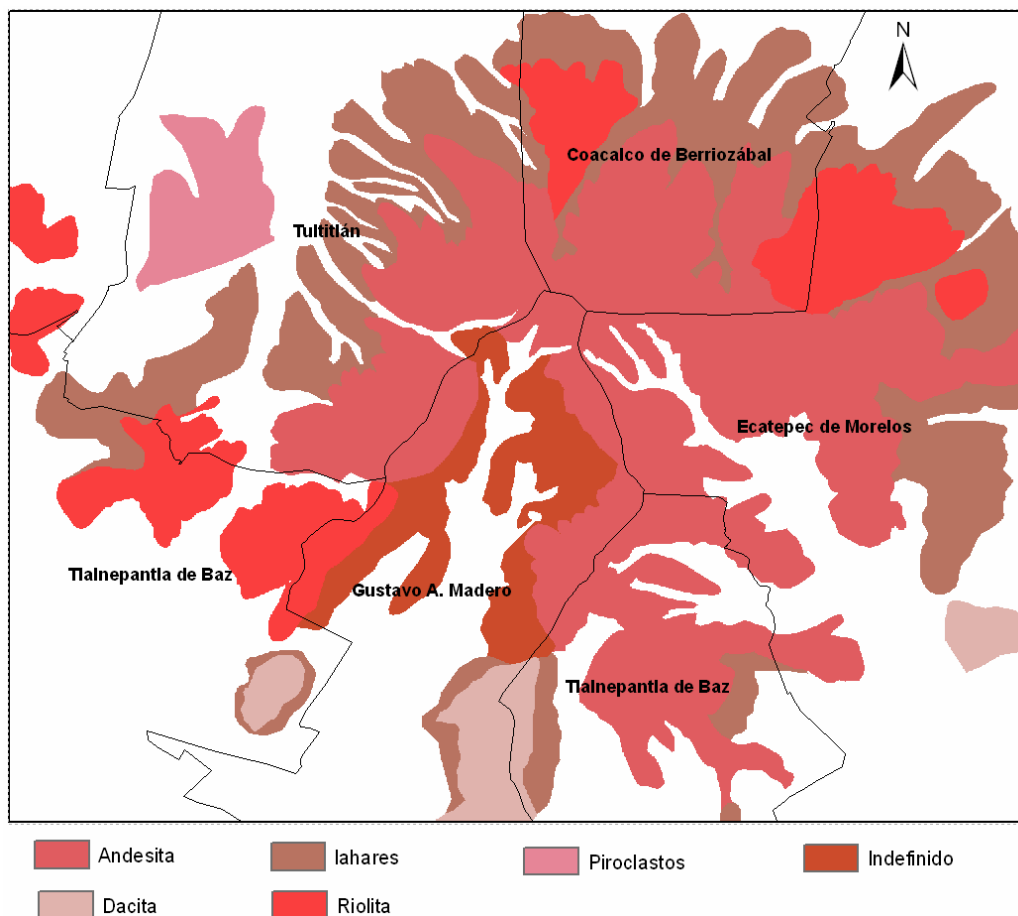 N
Coacalco de Berriozábal
Tultitlán
Ecatepec de Morelos
Tlalnepantla de Baz
Gustavo A. Madero
Tlalnepantla de Baz
Andesita
lahares
Piroclastos
Indefinido
Dacita
Riolita